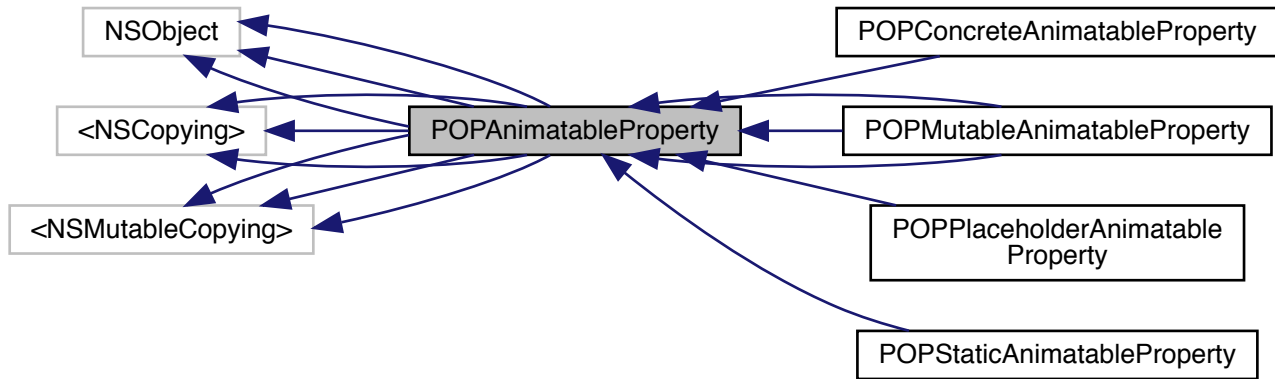 NSObject
<NSCopying>
<NSMutableCopying>
POPAnimatableProperty
POPConcreteAnimatableProperty
POPMutableAnimatableProperty
POPPlaceholderAnimatable
Property
POPStaticAnimatableProperty